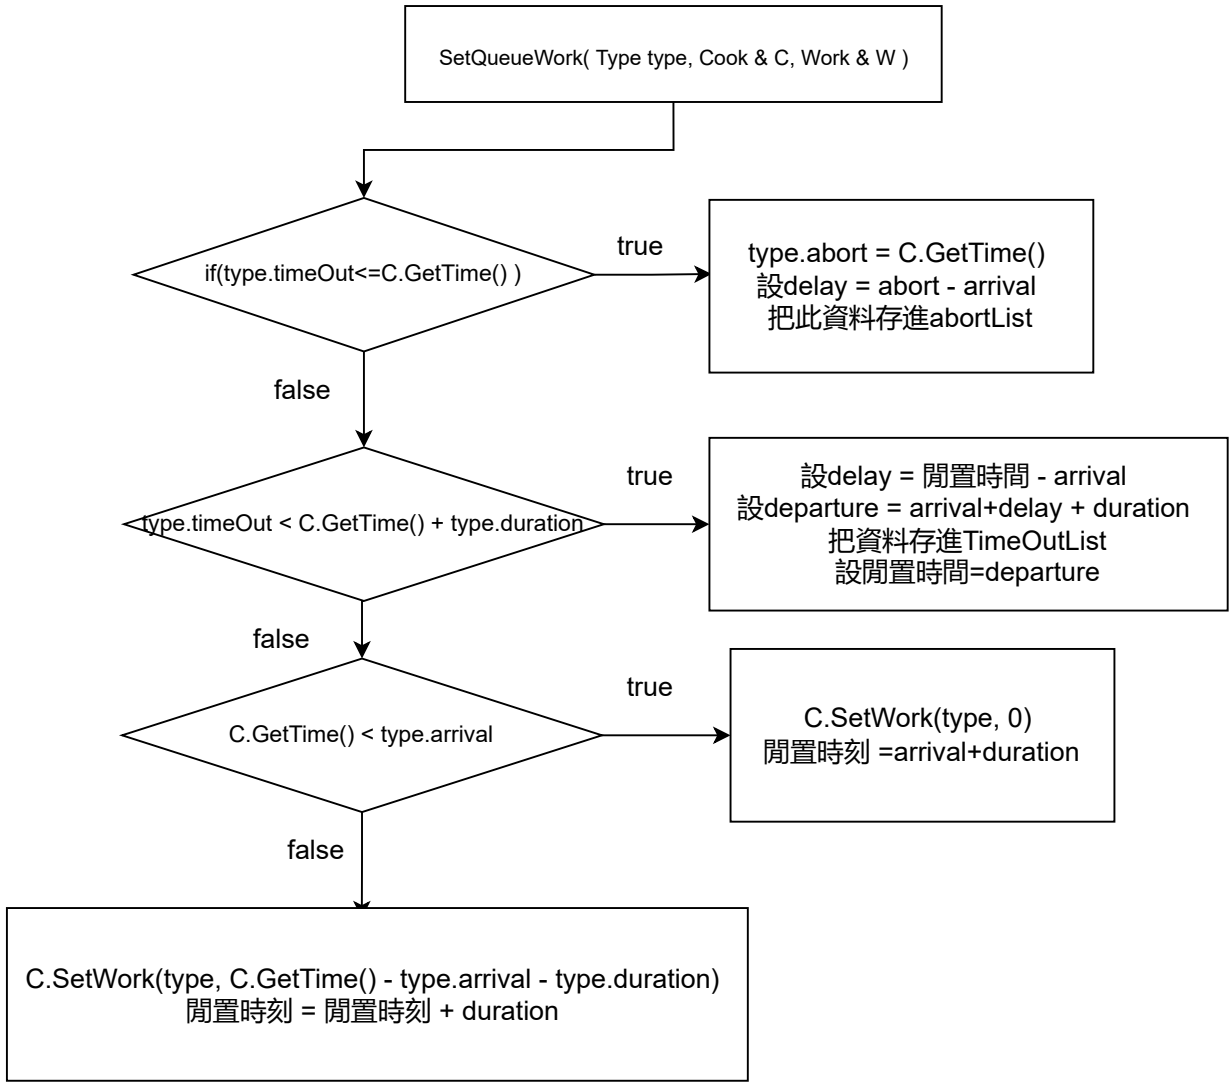 SetQueueWork( Type type, Cook & C, Work & W )
if(type.timeOut<=C.GetTime() )
true
type.abort = C.GetTime()
設delay = abort - arrival
把此資料存進abortList
false
type.timeOut < C.GetTime() + type.duration
true
設delay = 閒置時間 - arrival
設departure = arrival+delay + duration
把資料存進TimeOutList
設閒置時間=departure
false
C.GetTime() < type.arrival
true
C.SetWork(type, 0)
閒置時刻 =arrival+duration
false
C.SetWork(type, C.GetTime() - type.arrival - type.duration)
閒置時刻 = 閒置時刻 + duration